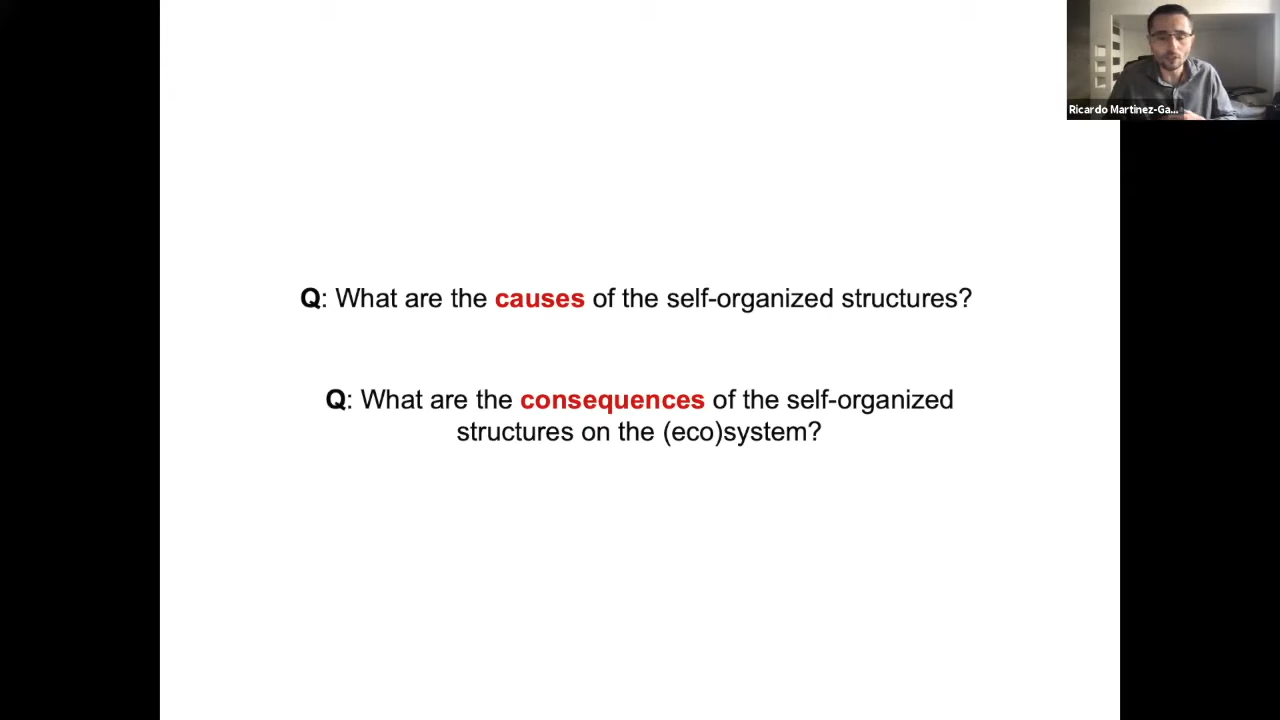 Ricardo Martinez-Ga...
Q: What are the causes of the self-organized structures?
Q: What are the consequences of the self-organized
structures on the (eco)system?